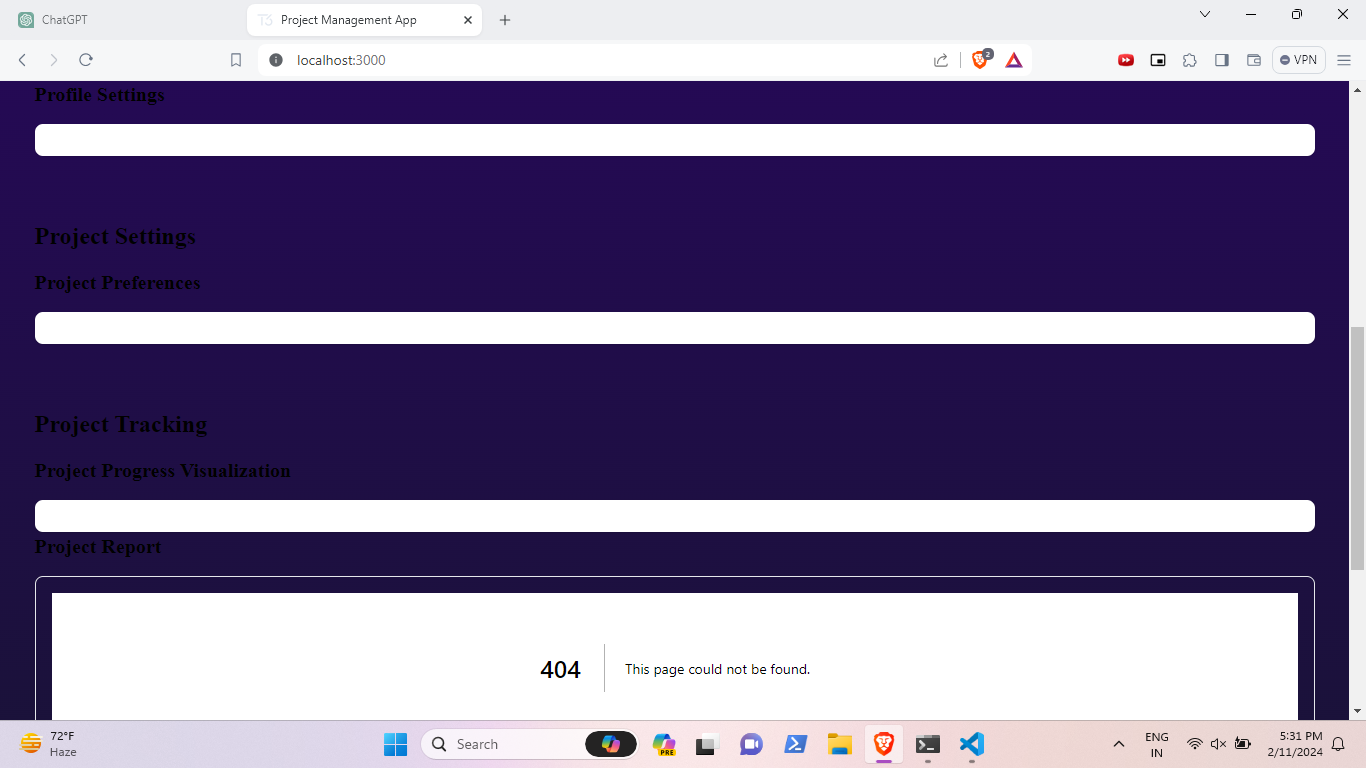 ChatGPT
T3 Project Management App
localhost:3000
2
VPN
Profile Settings
Project Settings
Project Preferences
Project Tracking
Project Progress Visualization
Project Report
404
This page could not be found.
72°F
Haze
Search
PRE
ENG
IN
5:31 PM
2/11/2024